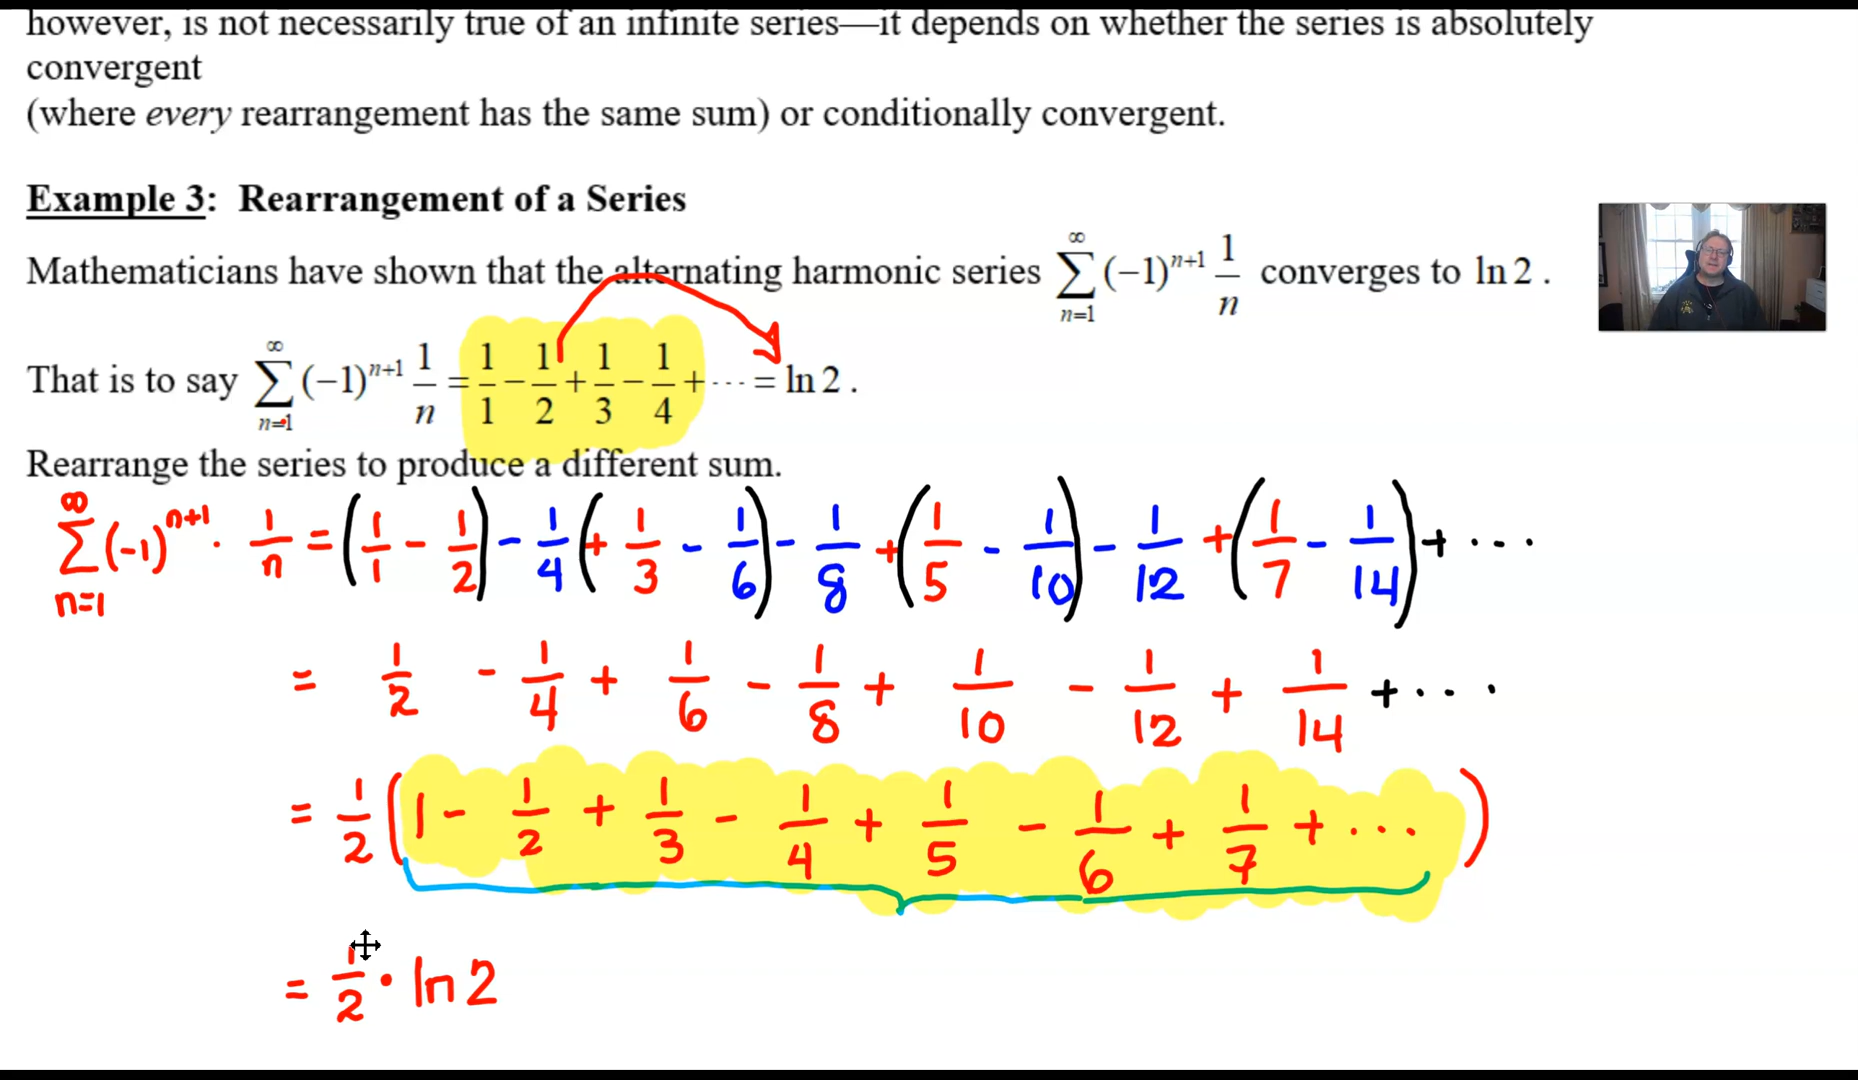 however, is not necessarily true of an infinite series—it depends on whether the series is absolutely
convergent
(where every rearrangement has the same sum) or conditionally convergent.
Example 3: Rearrangement of a Series
Mathematicians have shown that the alternating harmonic series ∑_{n=1}^{∞} (−1)^{n+1} 1/n converges to ln 2 .
That is to say ∑_{n=1}^{∞} (−1)^{n+1} 1/n = 1/1 − 1/2 + 1/3 − 1/4 + ⋯ = ln 2 .
Rearrange the series to produce a different sum.
∑_{n=1}^{∞} (-1)^{n+1} · 1/n = (1/1 - 1/2) - 1/4 (+ 1/3 - 1/6) - 1/8 + (1/5 - 1/10) - 1/12 + (1/7 - 1/14) + ...
= 1/2 - 1/4 + 1/6 - 1/8 + 1/10 - 1/12 + 1/14 + ...
= 1/2 (1 - 1/2 + 1/3 - 1/4 + 1/5 - 1/6 + 1/7 + ...)
= 1/2 · ln 2